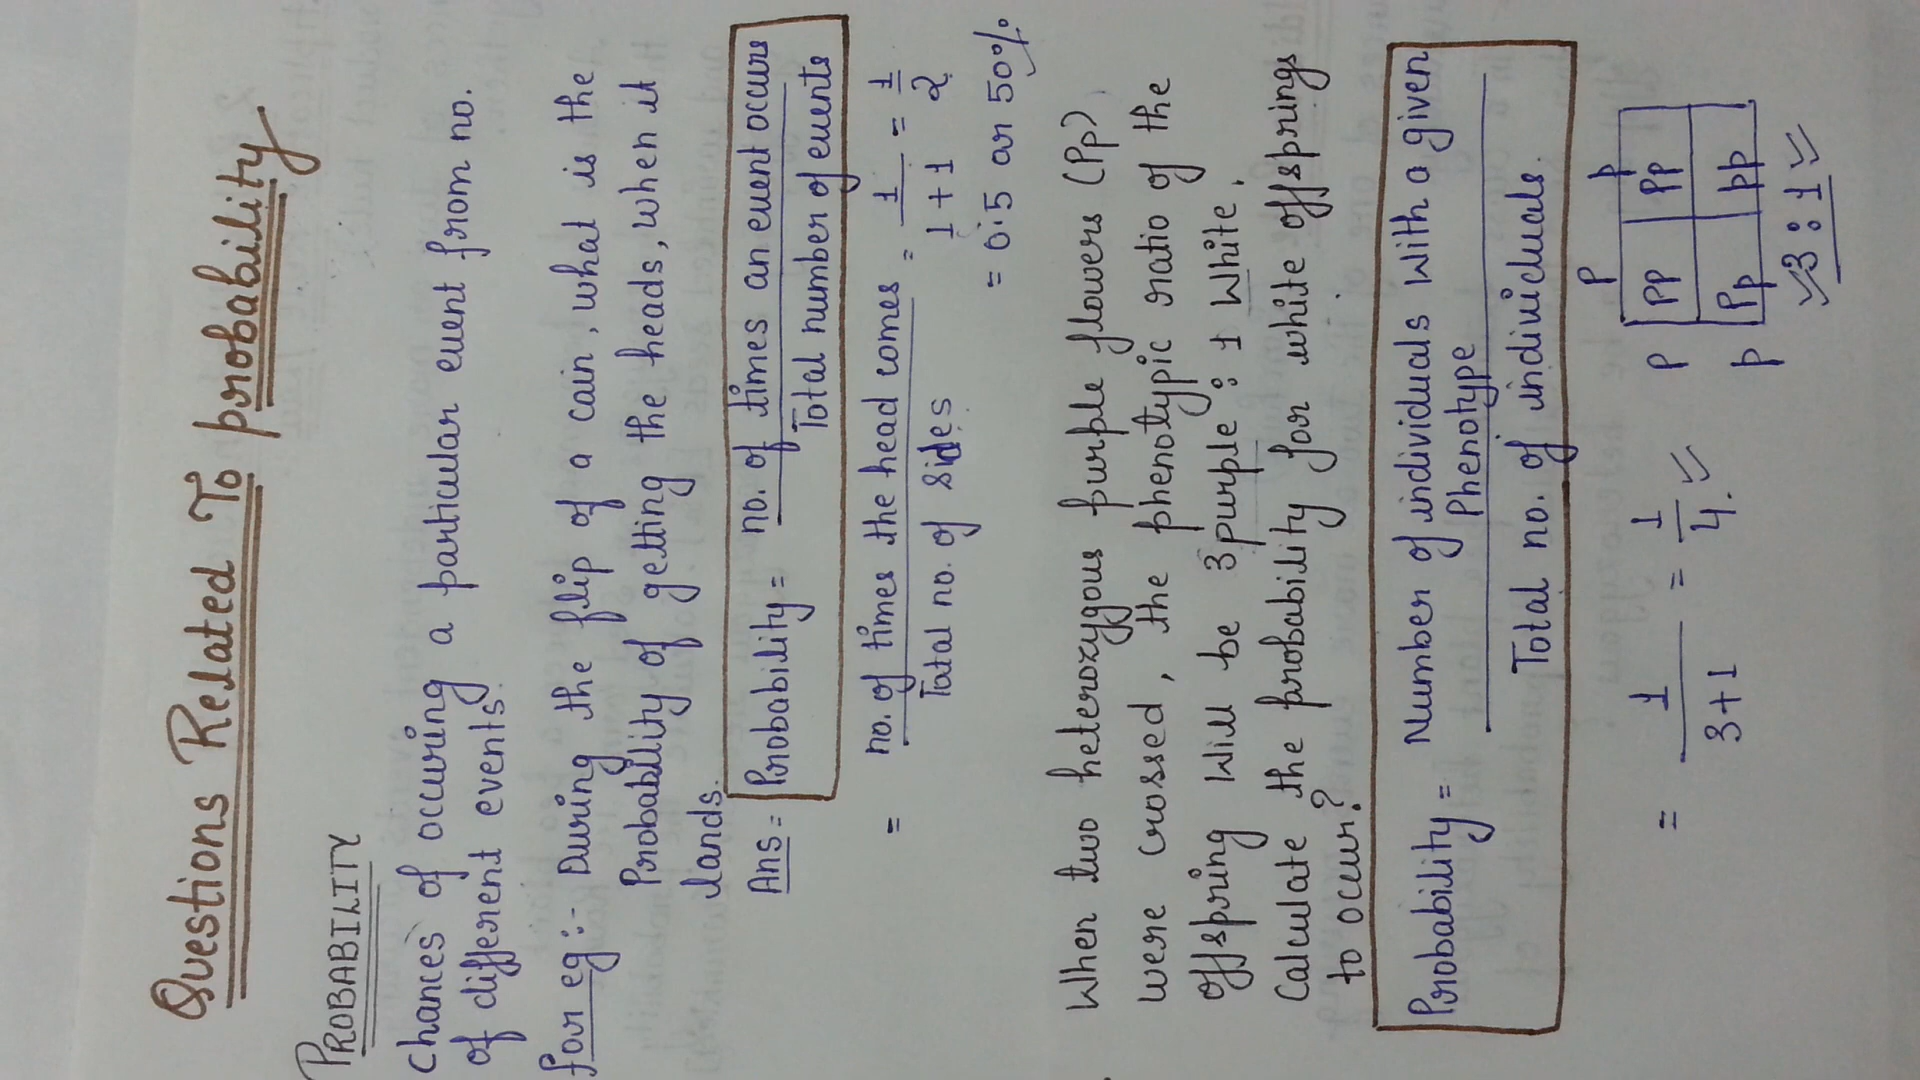 Questions Related To probability
PROBABILITY
Chances of occuring a particular event from no.
of different events.
for eg:- During the flip of a cain, what is the
Probability of getting the heads, when it
lands.
Ans = Probability = no. of times an event occurs
Total number of events
= no. of times the head comes = 1 = 1
Total no. of sides 1+1 2
= 0.5 or 50%
When two heterozygous purple flowers (Pp)
were crossed, the phenotypic ratio of the
offspring will be 3 purple : 1 White.
Calculate the probability for white offsprings
to occur?
Probability = Number of individuals With a given
Phenotype
Total no. of individuals.
= 1 = 1
3+1 4.
P p
P PP Pp
p Pp pp
3:1